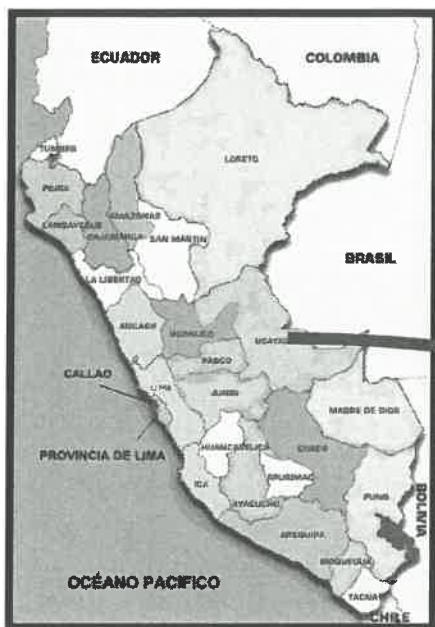 ECUADOR
COLOMBIA
TUMBES
LORETO
PIURA
AMAZONAS
LAMBAYEQUE
CAJAMARCA
SAN MARTIN
BRASIL
LA LIBERTAD
ANCASH
HUANUCO
PASCO
CALLAO
LIMA
JUNIN
MADRE DE DIOS
PROVINCIA DE LIMA
HUANCAVELICA
CUSCO
ICA
APURIMAC
AYACUCHO
PUNO
BOLIVIA
AREQUIPA
MOQUEGUA
OCÉANO PACIFICO
TACNA
CHILE